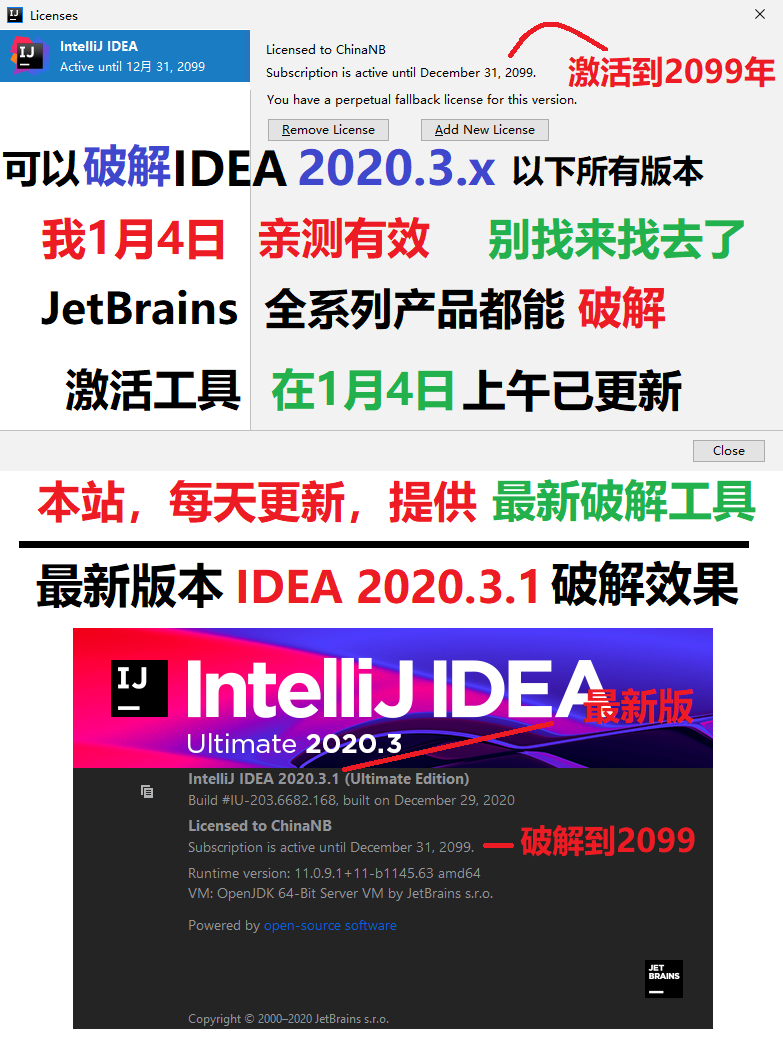 Licenses
IntelliJ IDEA
Active until 12月 31, 2099
Licensed to ChinaNB
Subscription is active until December 31, 2099.
激活到2099年
You have a perpetual fallback license for this version.
Remove License
Add New License
可以破解IDEA 2020.3.x 以下所有版本
我1月4日 亲测有效 别找来找去了
JetBrains 全系列产品都能 破解
激活工具 在1月4日上午已更新
Close
本站，每天更新，提供 最新破解工具
最新版本 IDEA 2020.3.1 破解效果
IJ
IntelliJ IDEA
最新版
Ultimate 2020.3
IntelliJ IDEA 2020.3.1 (Ultimate Edition)
Build #IU-203.6682.168, built on December 29, 2020
Licensed to ChinaNB
Subscription is active until December 31, 2099.
破解到2099
Runtime version: 11.0.9.1+11-b1145.63 amd64
VM: OpenJDK 64-Bit Server VM by JetBrains s.r.o.
Powered by open-source software
JET
BRAINS
Copyright © 2000–2020 JetBrains s.r.o.